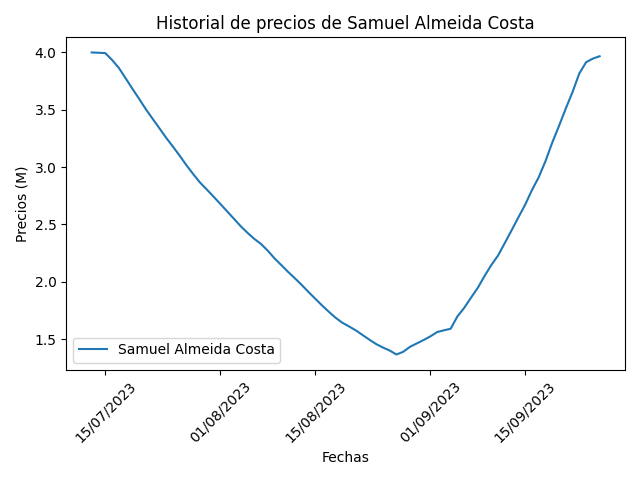 Historial de precios de Samuel Almeida Costa
Precios (M)
4.0
3.5
3.0
2.5
2.0
1.5
Samuel Almeida Costa
15/07/2023
01/08/2023
15/08/2023
01/09/2023
15/09/2023
Fechas